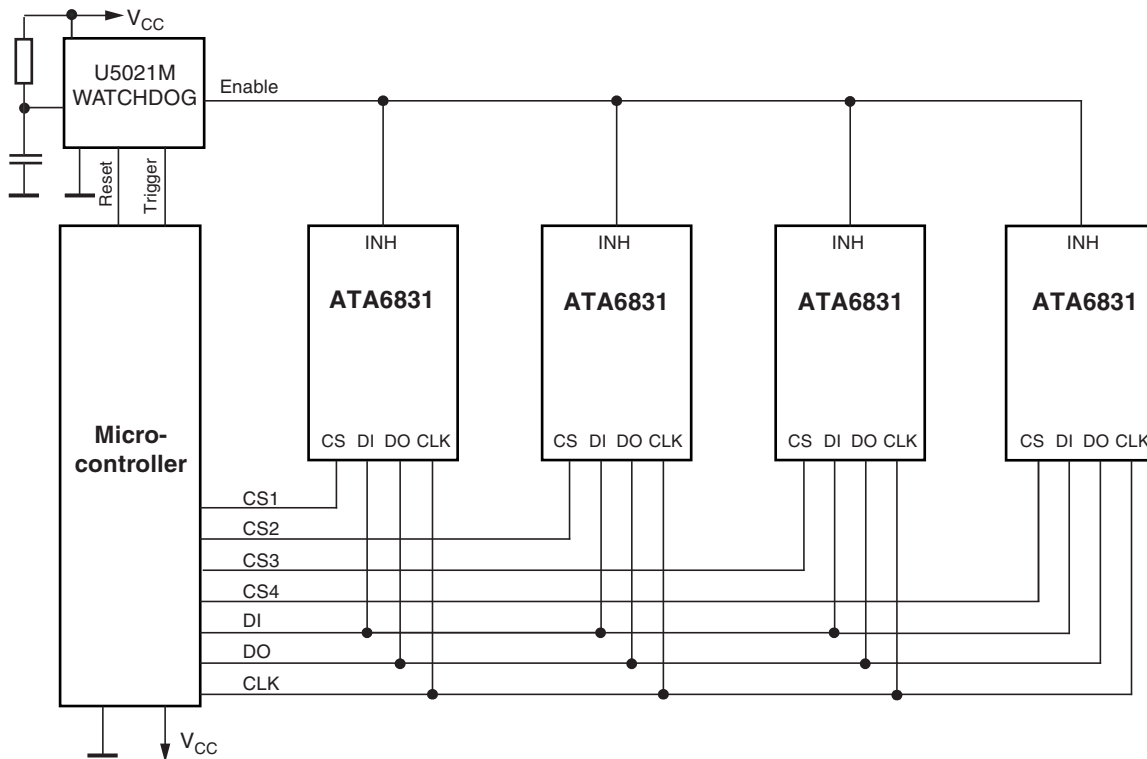 V_CC
U5021M
WATCHDOG
Enable
Reset
Trigger
INH
INH
INH
INH
ATA6831
ATA6831
ATA6831
ATA6831
Micro-
controller
CS DI DO CLK
CS DI DO CLK
CS DI DO CLK
CS DI DO CLK
CS1
CS2
CS3
CS4
DI
DO
CLK
V_CC